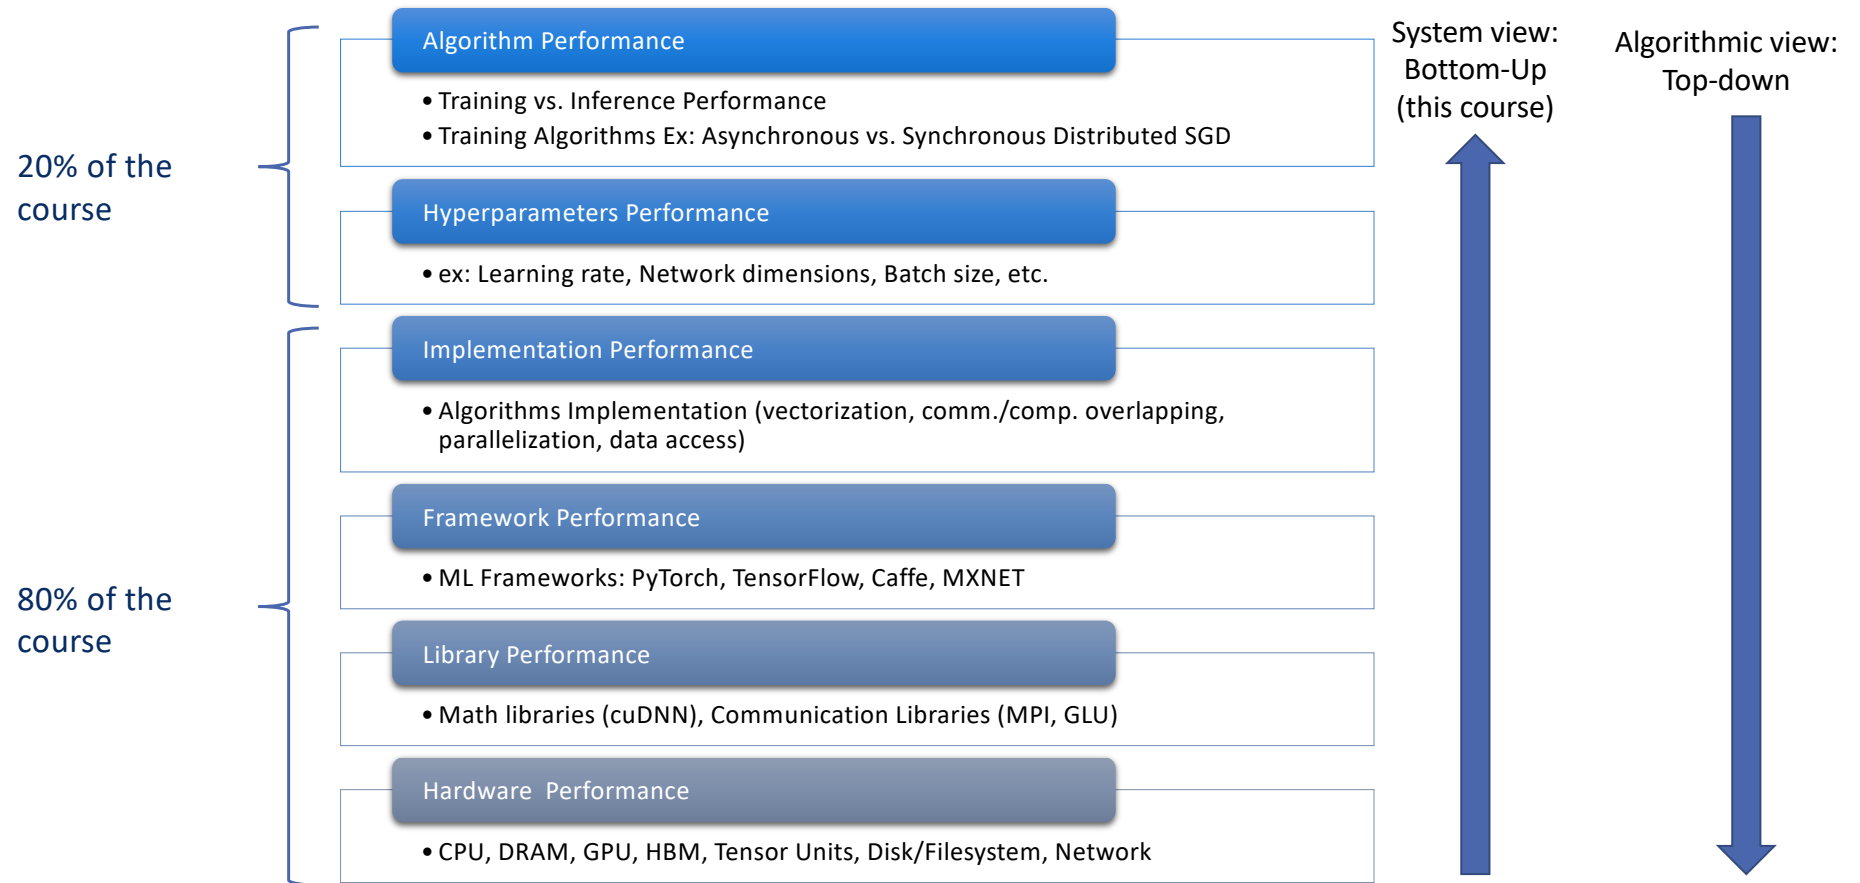 20% of the
course
80% of the
course
Algorithm Performance
• Training vs. Inference Performance
• Training Algorithms Ex: Asynchronous vs. Synchronous Distributed SGD
Hyperparameters Performance
• ex: Learning rate, Network dimensions, Batch size, etc.
Implementation Performance
• Algorithms Implementation (vectorization, comm./comp. overlapping,
parallelization, data access)
Framework Performance
• ML Frameworks: PyTorch, TensorFlow, Caffe, MXNET
Library Performance
• Math libraries (cuDNN), Communication Libraries (MPI, GLU)
Hardware  Performance
• CPU, DRAM, GPU, HBM, Tensor Units, Disk/Filesystem, Network
System view:
Bottom-Up
(this course)
Algorithmic view:
Top-down